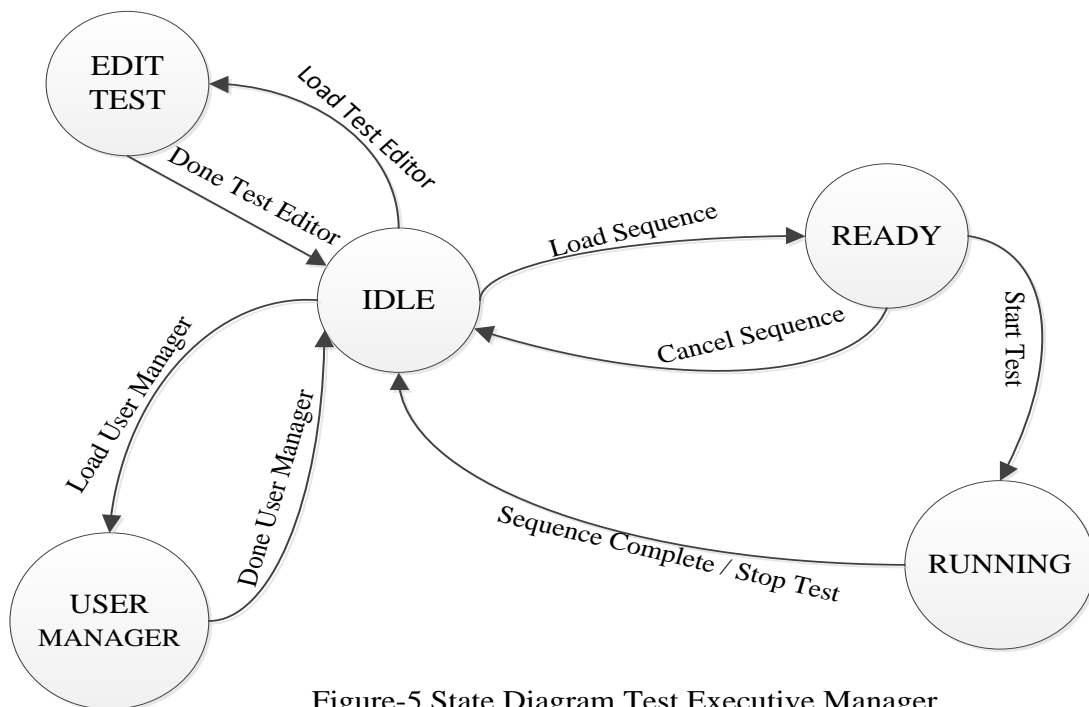 EDIT
TEST
Load Test Editor
Done Test Editor
IDLE
Load Sequence
READY
Cancel Sequence
Start Test
Load User Manager
Done User Manager
Sequence Complete / Stop Test
RUNNING
USER
MANAGER
Figure-5 State Diagram Test Executive Manager